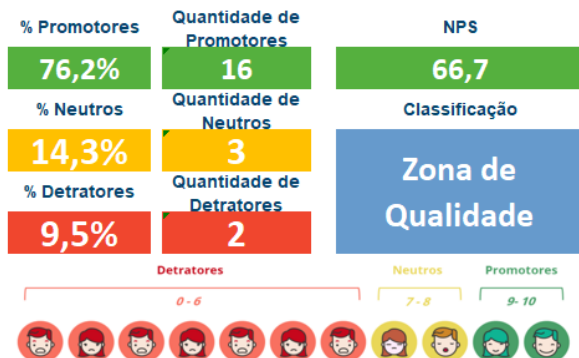 % Promotores
Quantidade de
Promotores
NPS
76,2%
16
66,7
% Neutros
Quantidade de
Neutros
Classificação
14,3%
3
Zona de
Qualidade
% Detratores
Quantidade de
Detratores
9,5%
2
Detratores
Neutros
Promotores
0 - 6
7 - 8
9- 10